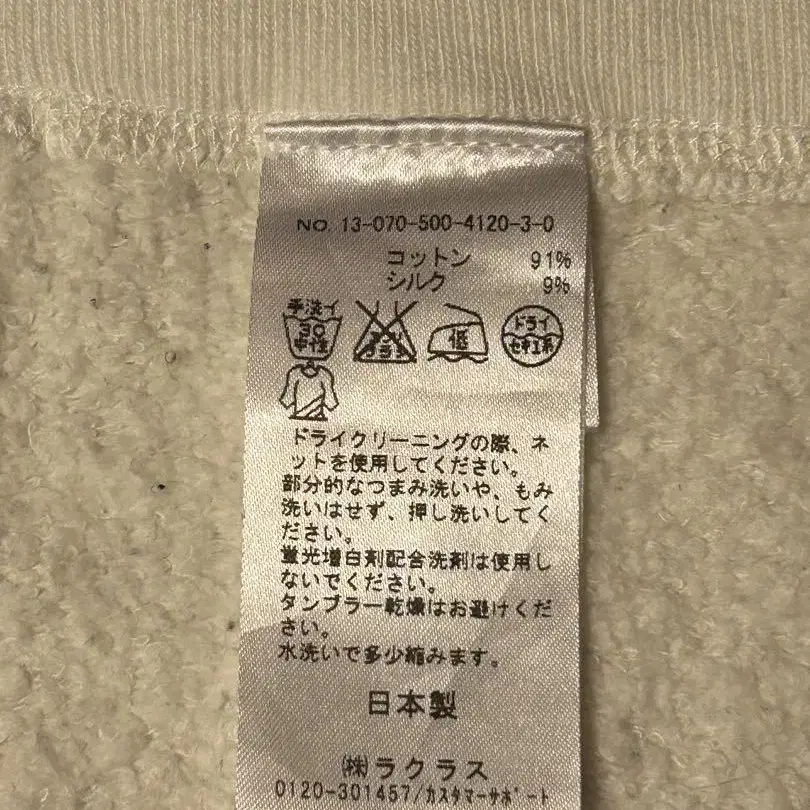 NO. 13-070-500-4120-3-0
コットン 91%
シルク 9%
手洗イ
30
中性
エンソ
サラシ
低
ドライ
セキユ系
ドライクリーニングの際、ネ
ットを使用してください。
部分的なつまみ洗いや、もみ
洗いはせず、押し洗いしてく
ださい。
蛍光増白剤配合洗剤は使用し
ないでください。
タンブラー乾燥はお避けくだ
さい。
水洗いで多少縮みます。
日本製
㈱ラクラス
0120-301457/カスタマーサポート